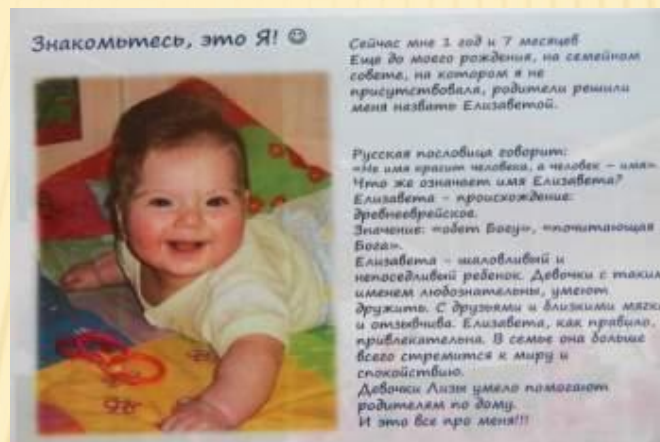 Знакомьтесь, это Я! ☺
Сейчас мне 1 год и 7 месяцев
Еще до моего рождения, на семейном
совете, на котором я не
присутствовала, родители решили
меня назвать Елизаветой.
Русская пословица говорит:
«Не имя красит человека, а человек – имя».
Что же означает имя Елизавета?
Елизавета – происхождение:
древнееврейское.
Значение: «обет Богу», «почитающая
Бога».
Елизавета – шаловливый и
непоседливый ребенок. Девочки с таким
именем любознательны, умеют
дружить. С друзьями и близкими мягка
и отзывчива. Елизавета, как правило,
привлекательна. В семье она больше
всего стремится к миру и
спокойствию.
Девочки Лизы умело помогают
родителям по дому.
И это все про меня!!!